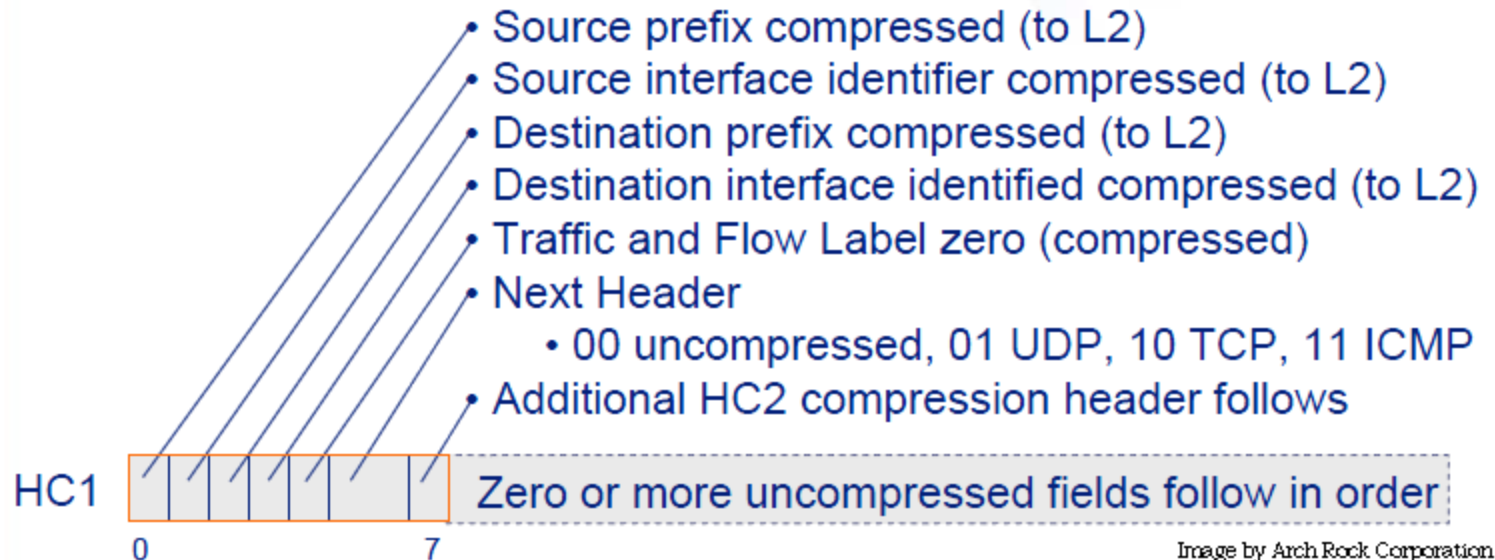 • Source prefix compressed (to L2)
• Source interface identifier compressed (to L2)
• Destination prefix compressed (to L2)
• Destination interface identified compressed (to L2)
• Traffic and Flow Label zero (compressed)
• Next Header
• 00 uncompressed, 01 UDP, 10 TCP, 11 ICMP
• Additional HC2 compression header follows
HC1 Zero or more uncompressed fields follow in order
0 7
Image by Arch Rock Corporation